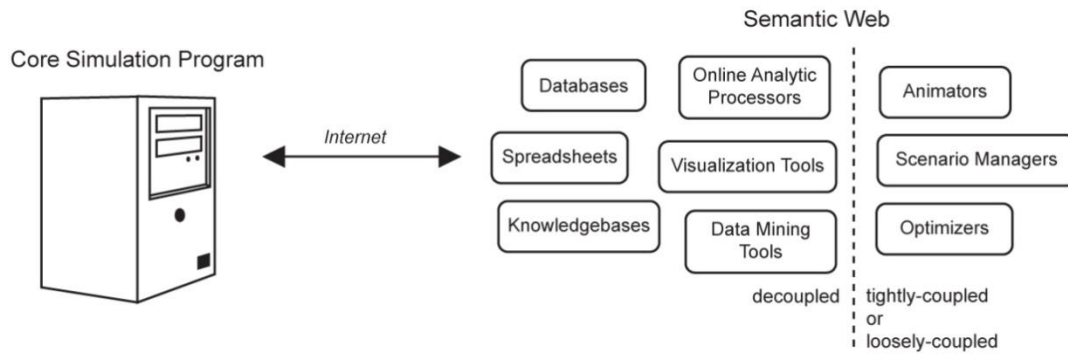 Semantic Web
Core Simulation Program
Internet
Databases
Online Analytic
Processors
Animators
Spreadsheets
Visualization Tools
Scenario Managers
Knowledgebases
Data Mining
Tools
Optimizers
decoupled
tightly-coupled
or
loosely-coupled